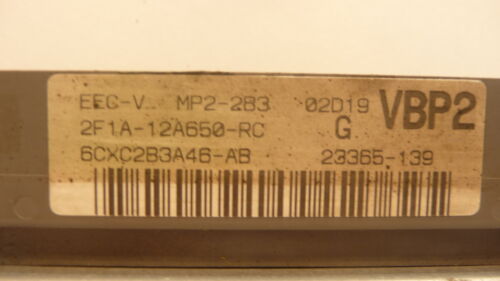 EEC-V MP2-2B3 02D19 VBP2
2F1A-12A650-RC G
6CXC2B3A46-AB 23365-139